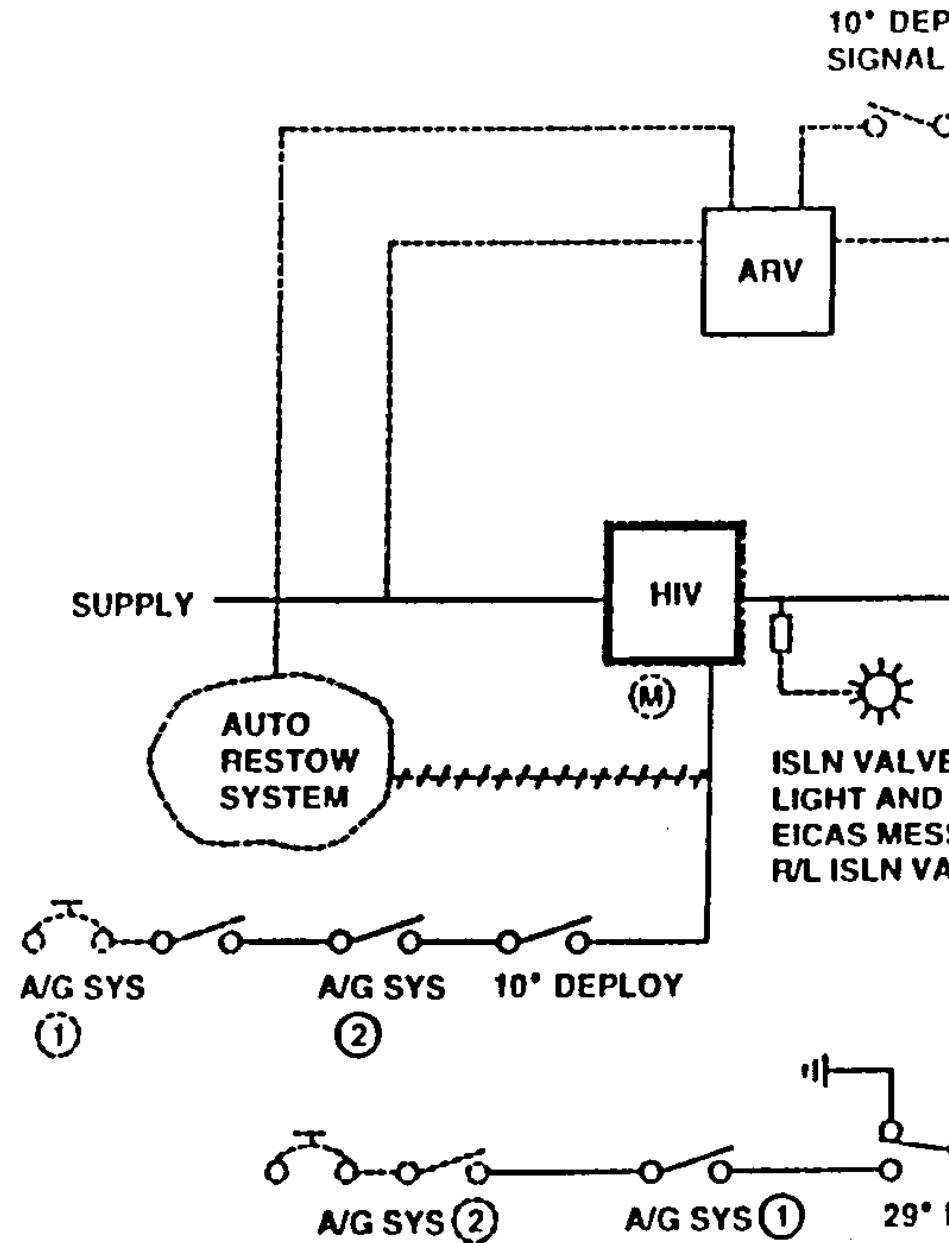 10° DEP
SIGNAL
ARV
SUPPLY
HIV
M
AUTO
RESTOW
SYSTEM
ISLN VALVE
LIGHT AND
EICAS MESS
R/L ISLN VA
A/G SYS
1
A/G SYS
2
10° DEPLOY
A/G SYS 2
A/G SYS 1
29°